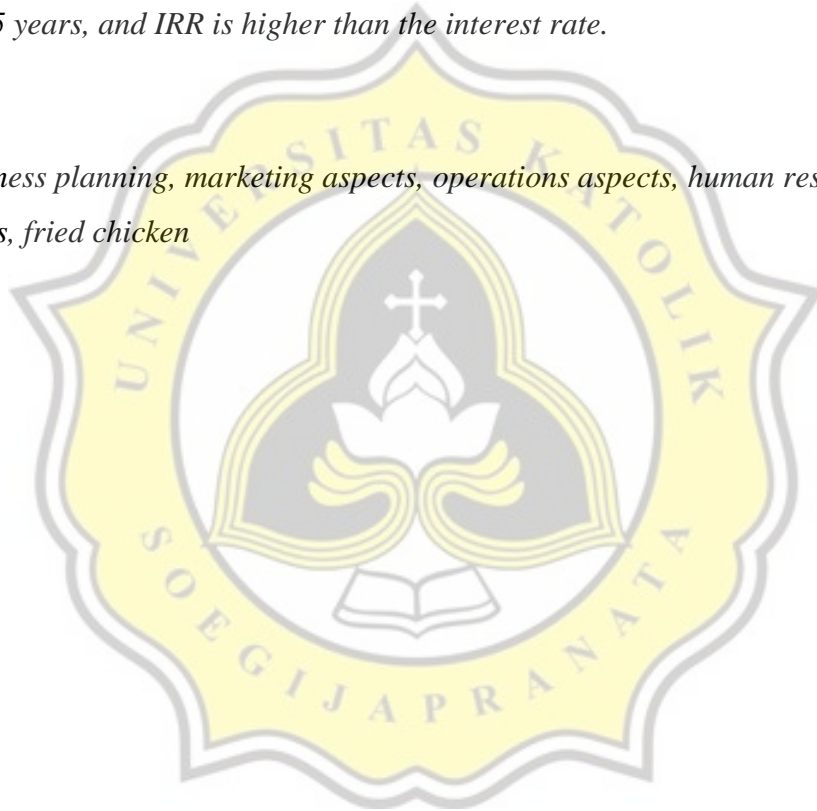 5 years, and IRR is higher than the interest rate.
ness planning, marketing aspects, operations aspects, human res
s, fried chicken
UNIVERSITAS KATOLIK
SOEGIJAPRANATA